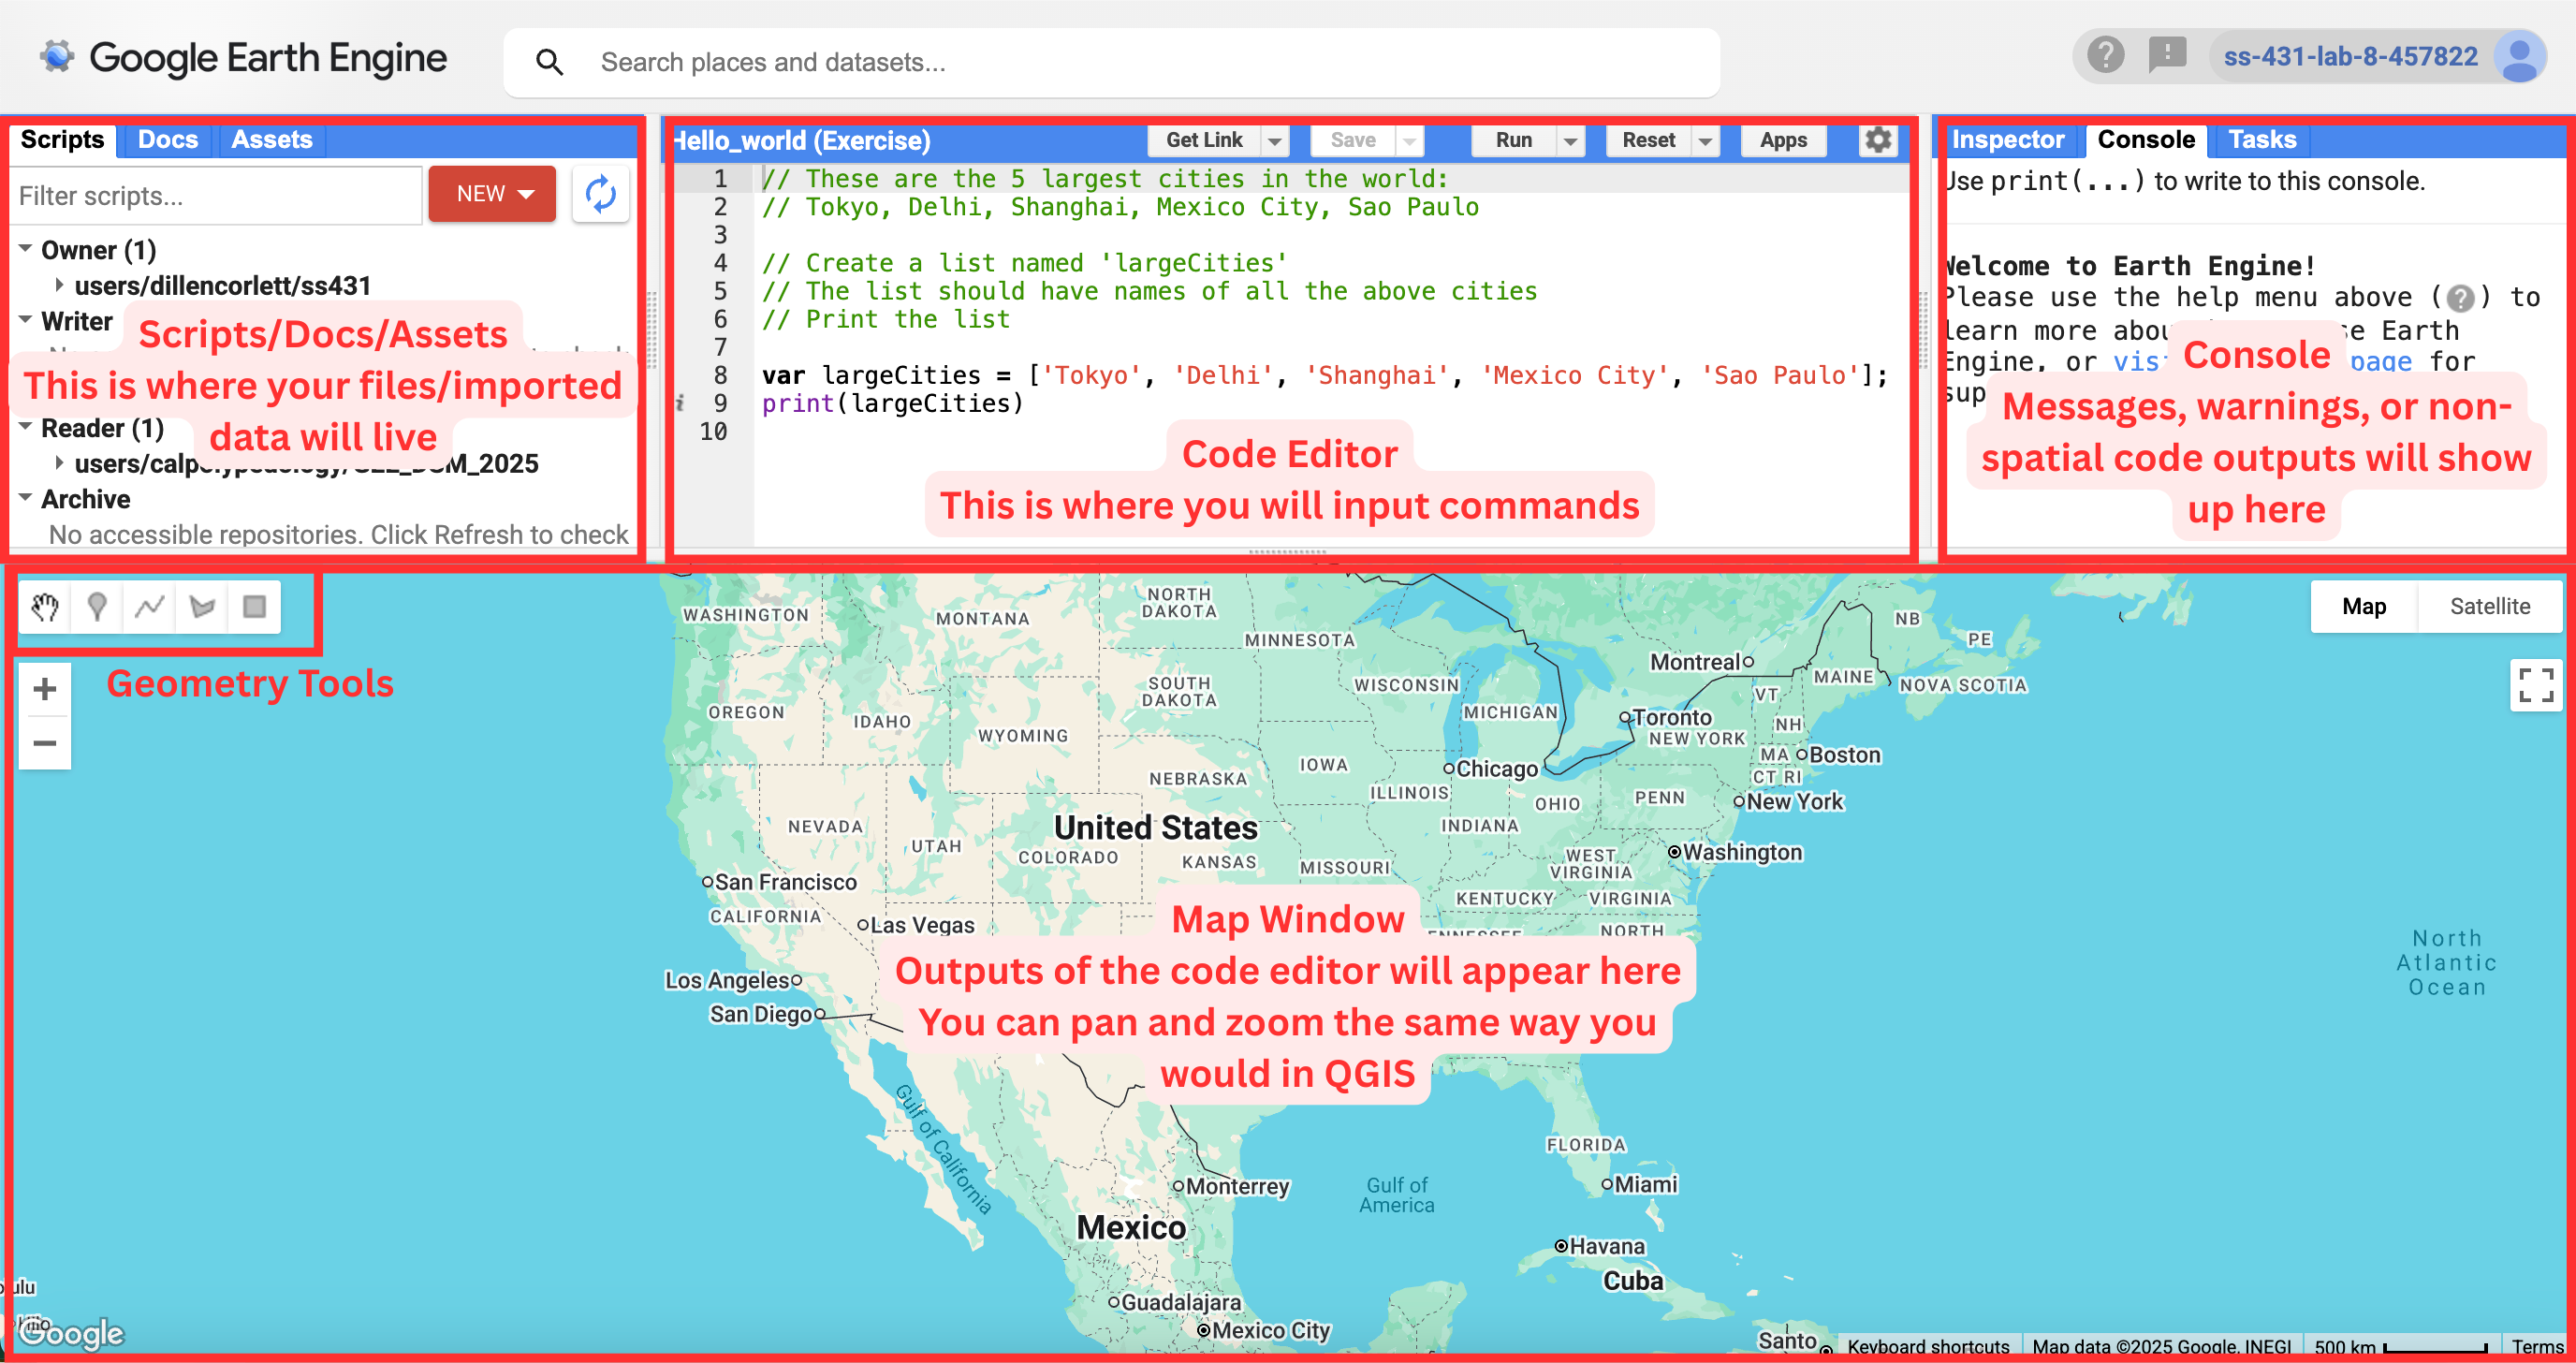 Google Earth Engine
Search places and datasets...
ss-431-lab-8-457822
Scripts Docs Assets
Filter scripts...
NEW
Owner (1)
users/dillencorlett/ss431
Writer
Scripts/Docs/Assets
This is where your files/imported
data will live
Reader (1)
Archive
No accessible repositories. Click Refresh to check
Hello_world (Exercise)
Get Link Save Run Reset Apps
1 // These are the 5 largest cities in the world:
2 // Tokyo, Delhi, Shanghai, Mexico City, Sao Paulo
3
4 // Create a list named 'largeCities'
5 // The list should have names of all the above cities
6 // Print the list
7
8 var largeCities = ['Tokyo', 'Delhi', 'Shanghai', 'Mexico City', 'Sao Paulo'];
i 9 print(largeCities)
10
Code Editor
This is where you will input commands
Inspector Console Tasks
Use print(...) to write to this console.
Welcome to Earth Engine!
Please use the help menu above (?) to
learn more Earth
Engine, or page for
Console
Messages, warnings, or non-
spatial code outputs will show
up here
Geometry Tools
Map Satellite
WASHINGTON
MONTANA
NORTH
DAKOTA
MINNESOTA
NB
PE
Montreal
MAINE
NOVA SCOTIA
OREGON
IDAHO
SOUTH
DAKOTA
WISCONSIN
MICHIGAN
VT
Toronto
NH
WYOMING
NEW YORK
MA
Boston
IOWA
Chicago
CT RI
NEBRASKA
ILLINOIS
OHIO
PENN
New York
NEVADA
United States
INDIANA
UTAH
COLORADO
KANSAS
MISSOURI
WEST
VIRGINIA
Washington
San Francisco
KENTUCKY
VIRGINIA
CALIFORNIA
Las Vegas
NORTH
Map Window
Outputs of the code editor will appear here
You can pan and zoom the same way you
would in QGIS
Los Angeles
San Diego
North
Atlantic
Ocean
Gulf of California
FLORIDA
Monterrey
Gulf of
America
Miami
Mexico
Havana
Cuba
Guadalajara
Mexico City
Santo
Google
Keyboard shortcuts Map data ©2025 Google, INEGI 500 km Terms